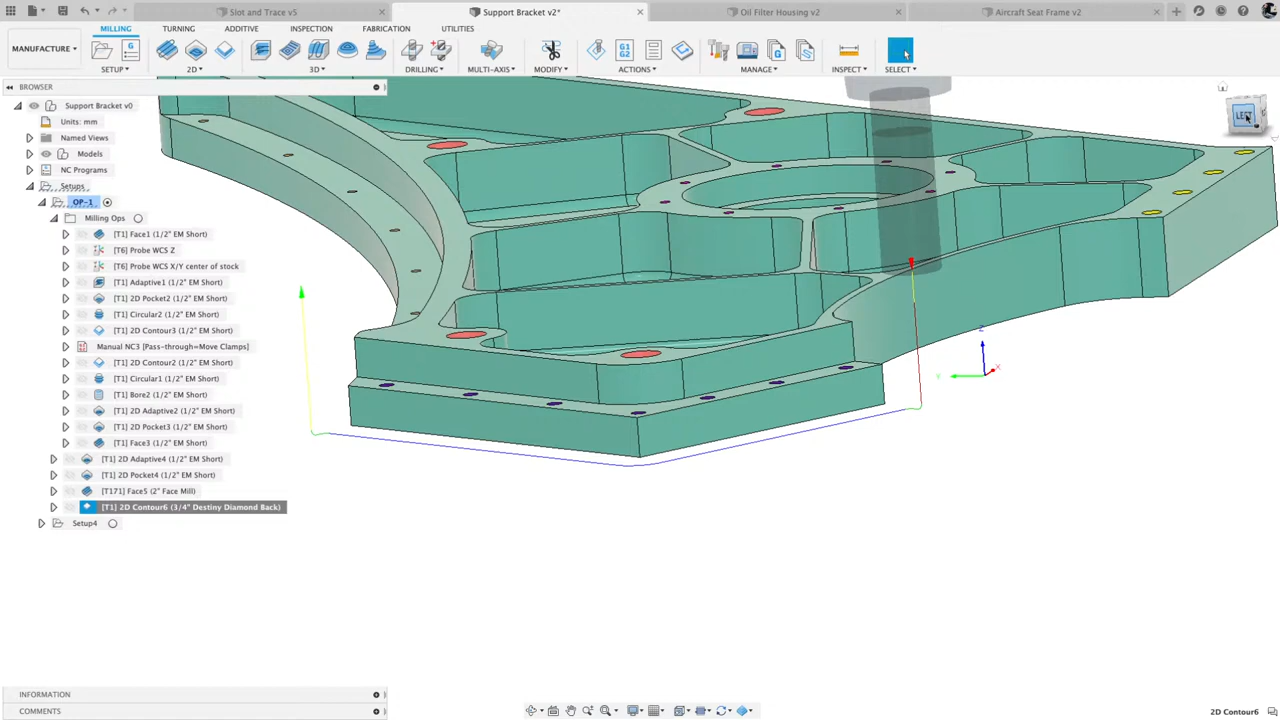 Slot and Trace v5
Support Bracket v2*
Oil Filter Housing v2
Aircraft Seat Frame v2
MILLING
TURNING
ADDITIVE
INSPECTION
FABRICATION
UTILITIES
MANUFACTURE
G1
G2
SETUP
2D
3D
DRILLING
MULTI-AXIS
MODIFY
ACTIONS
MANAGE
INSPECT
SELECT
BROWSER
Support Bracket v0
Units: mm
Named Views
Models
NC Programs
Setups
OP-1
Milling Ops
[T1] Face1 (1/2" EM Short)
[T6] Probe WCS Z
[T6] Probe WCS X/Y center of stock
[T1] Adaptive1 (1/2" EM Short)
[T1] 2D Pocket2 (1/2" EM Short)
[T1] Circular2 (1/2" EM Short)
[T1] 2D Contour3 (1/2" EM Short)
Manual NC3 [Pass-through=Move Clamps]
[T1] 2D Contour2 (1/2" EM Short)
[T1] Circular1 (1/2" EM Short)
[T1] Bore2 (1/2" EM Short)
[T1] 2D Adaptive2 (1/2" EM Short)
[T1] 2D Pocket3 (1/2" EM Short)
[T1] Face3 (1/2" EM Short)
[T1] 2D Adaptive4 (1/2" EM Short)
[T1] 2D Pocket4 (1/2" EM Short)
[T171] Face5 (2" Face Mill)
[T1] 2D Contour6 (3/4" Destiny Diamond Back)
Setup4
Z
X
Y
INFORMATION
COMMENTS
2D Contour6